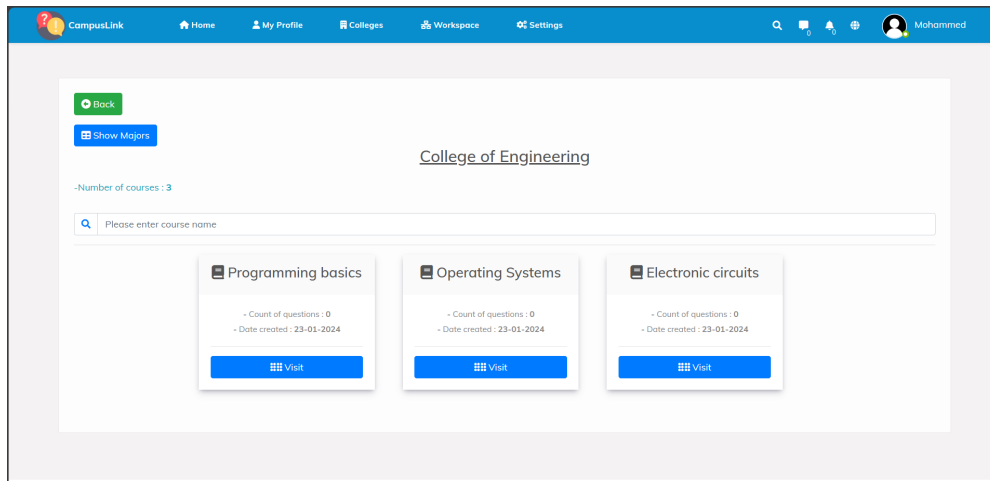 CampusLink Home My Profile Colleges Workspace Settings 0 0 Mohammed
Back
Show Majors
College of Engineering
-Number of courses : 3
Please enter course name
Programming basics
- Count of questions : 0
- Date created : 23-01-2024
Visit
Operating Systems
- Count of questions : 0
- Date created : 23-01-2024
Visit
Electronic circuits
- Count of questions : 0
- Date created : 23-01-2024
Visit